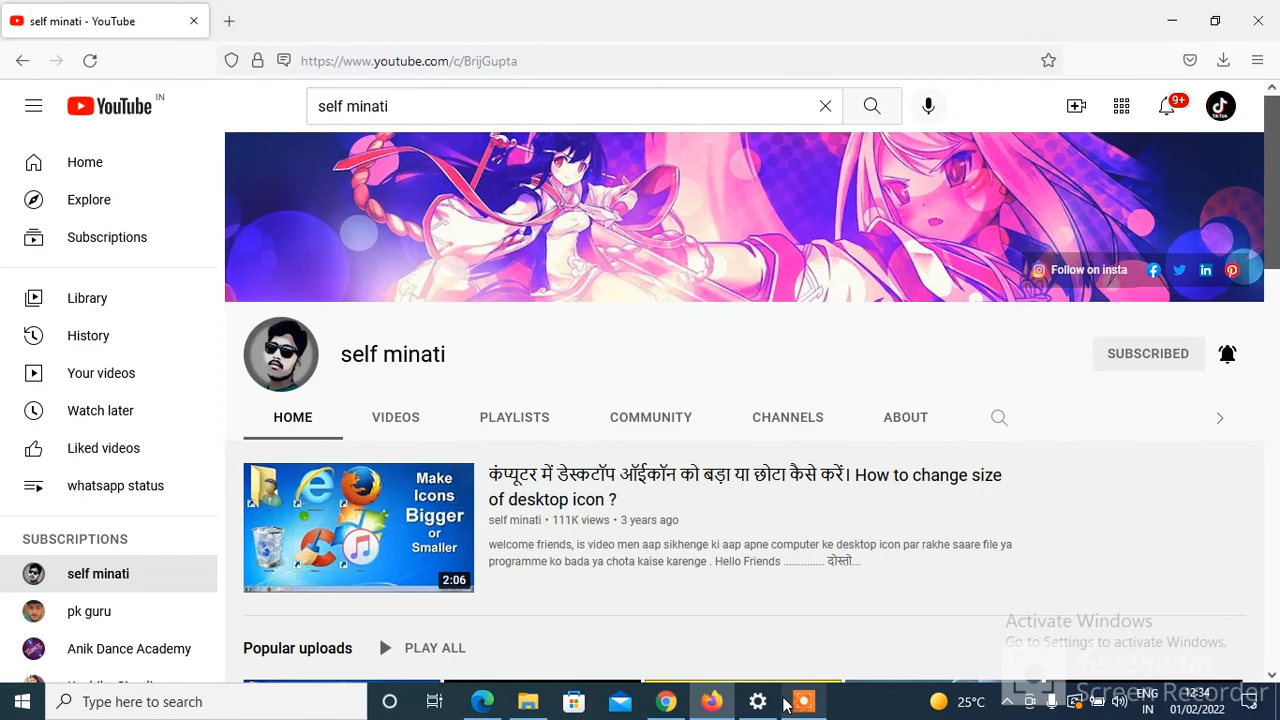 self minati - YouTube
https://www.youtube.com/c/BrijGupta
YouTube IN
self minati
9+
TikTok
Home
Explore
Subscriptions
Library
History
Your videos
Watch later
Liked videos
whatsapp status
SUBSCRIPTIONS
self minati
pk guru
Anik Dance Academy
Follow on insta
self minati
SUBSCRIBED
HOME VIDEOS PLAYLISTS COMMUNITY CHANNELS ABOUT
Make
Icons
Bigger
or
Smaller
2:06
कंप्यूटर में डेस्कटॉप ऑईकॉन को बड़ा या छोटा कैसे करें। How to change size
of desktop icon ?
self minati • 111K views • 3 years ago
welcome friends, is video men aap sikhenge ki aap apne computer ke desktop icon par rakhe saare file ya
programme ko bada ya chota kaise karenge . Hello Friends .............. दोस्तो...
Popular uploads PLAY ALL
Activate Windows
Go to Settings to activate Windows.
Screen Recorder
Type here to search
25°C
ENG
IN
12:34
01/02/2022